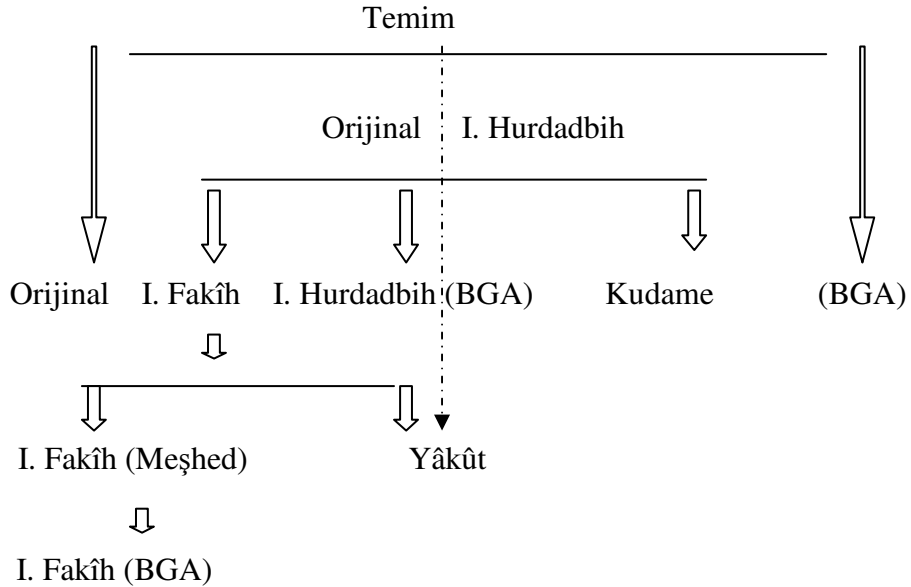 Temim
Orijinal I. Hurdadbih
Orijinal I. Fakîh I. Hurdadbih (BGA) Kudame (BGA)
I. Fakîh (Meşhed) Yâkût
I. Fakîh (BGA)